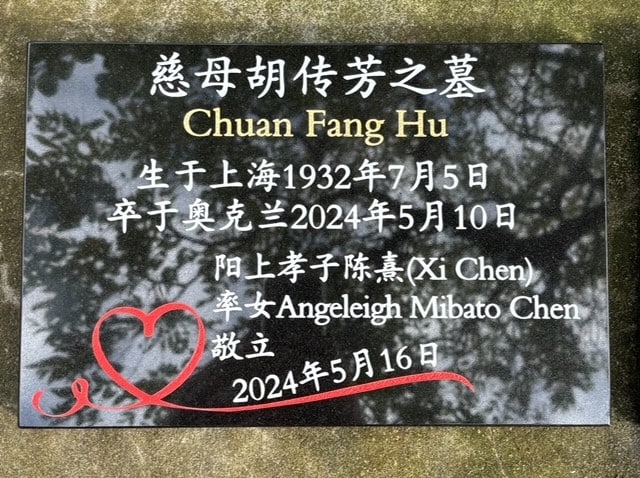 慈母胡传芳之墓
Chuan Fang Hu
生于上海1932年7月5日
卒于奥克兰2024年5月10日
阳上孝子陈熹(Xi Chen)
率女Angeleigh Mibato Chen
敬立
2024年5月16日